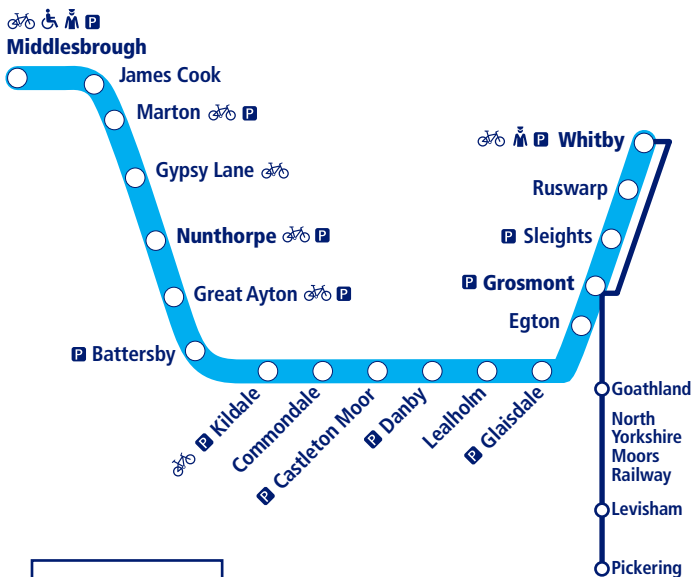 P
Middlesbrough
James Cook
Marton P
Gypsy Lane
Nunthorpe P
Great Ayton P
P Battersby
P Kildale
Commondale
P Castleton Moor
P Danby
Lealholm
P Glaisdale
Egton
P Grosmont
P Sleights
Ruswarp
P Whitby
Goathland
North
Yorkshire
Moors
Railway
Levisham
Pickering